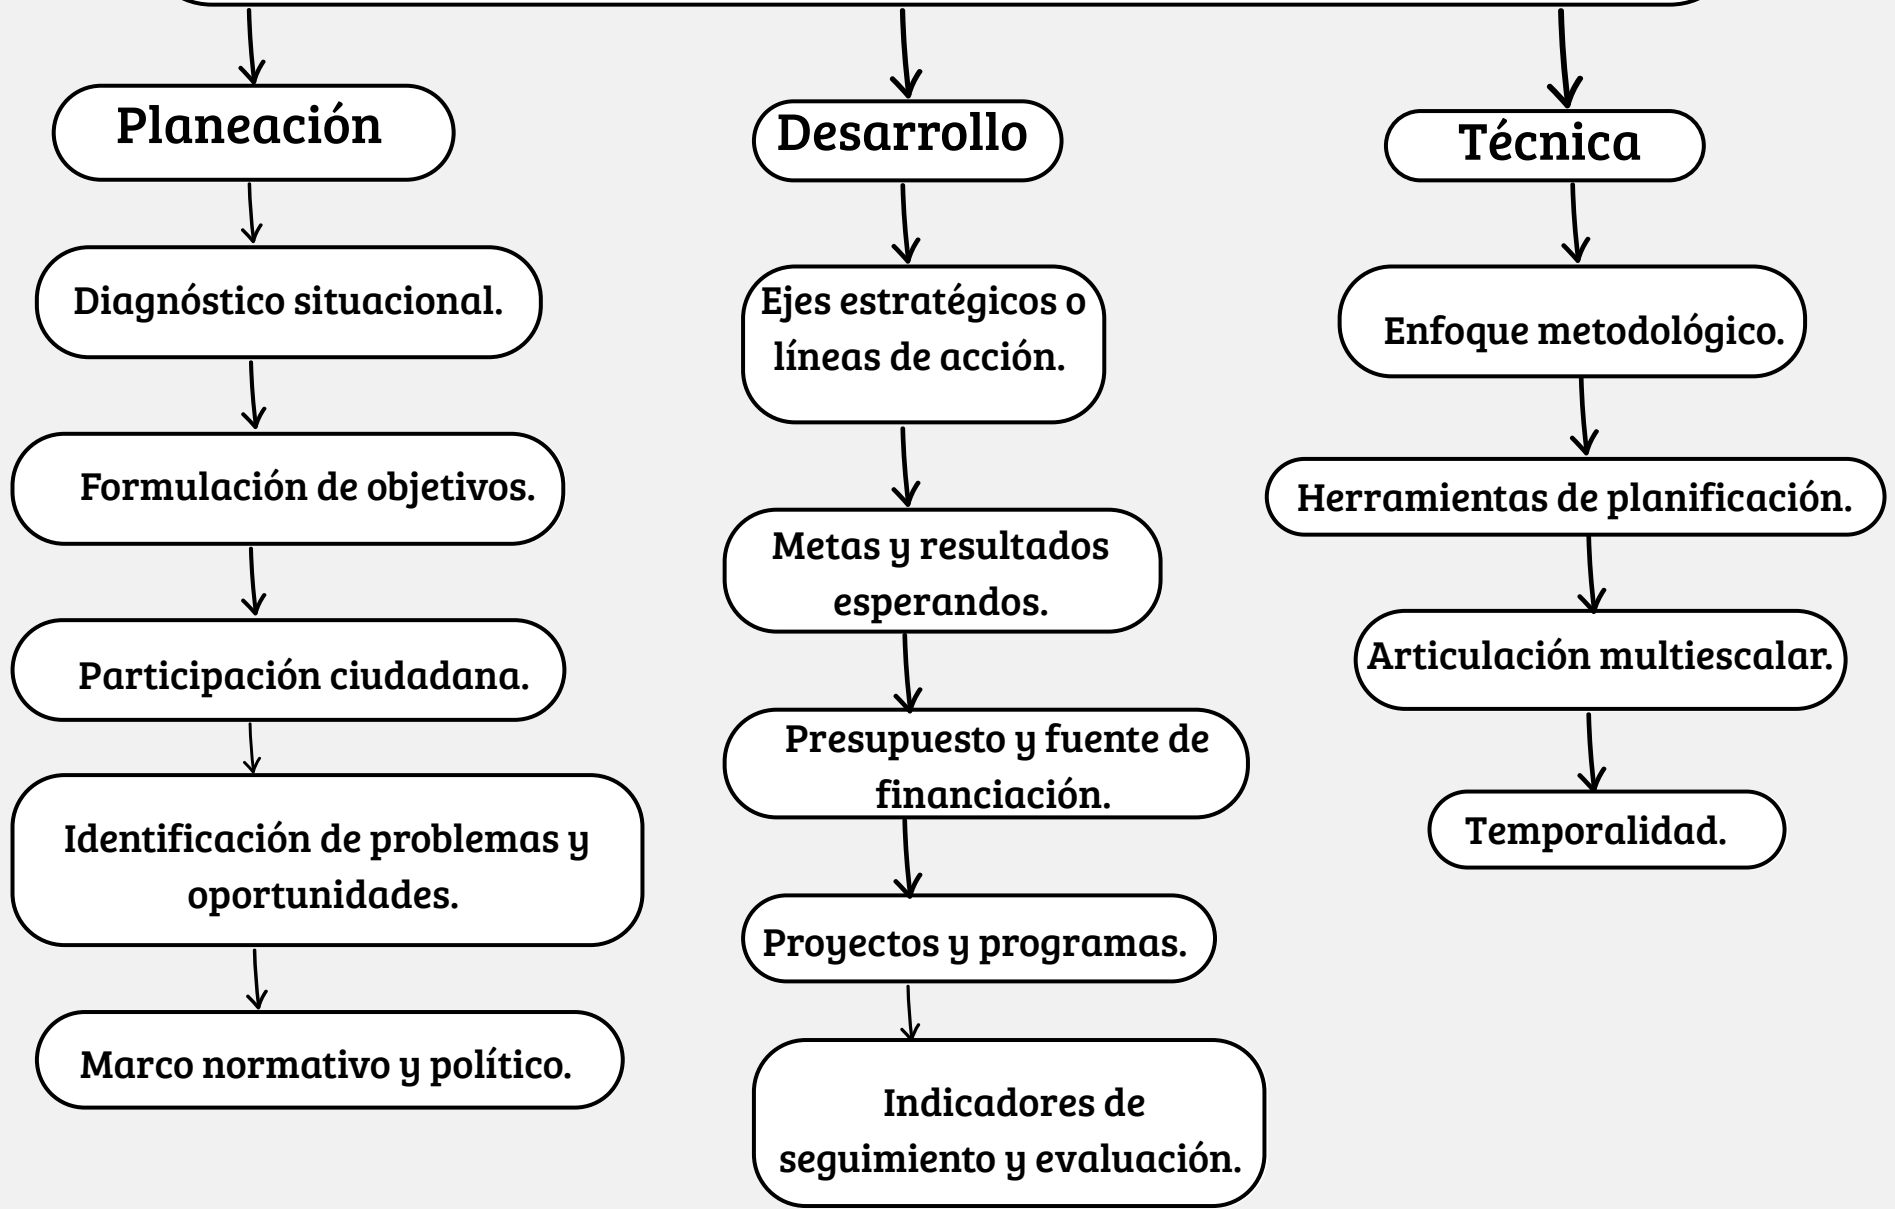 Planeación
Diagnóstico situacional.
Formulación de objetivos.
Participación ciudadana.
Identificación de problemas y
oportunidades.
Marco normativo y político.
Desarrollo
Ejes estratégicos o
líneas de acción.
Metas y resultados
esperandos.
Presupuesto y fuente de
financiación.
Proyectos y programas.
Indicadores de
seguimiento y evaluación.
Técnica
Enfoque metodológico.
Herramientas de planificación.
Articulación multiescalar.
Temporalidad.